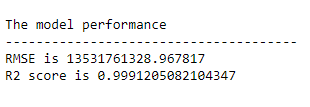 The model performance
--------------------------------------
RMSE is 13531761328.967817
R2 score is 0.9991205082104347